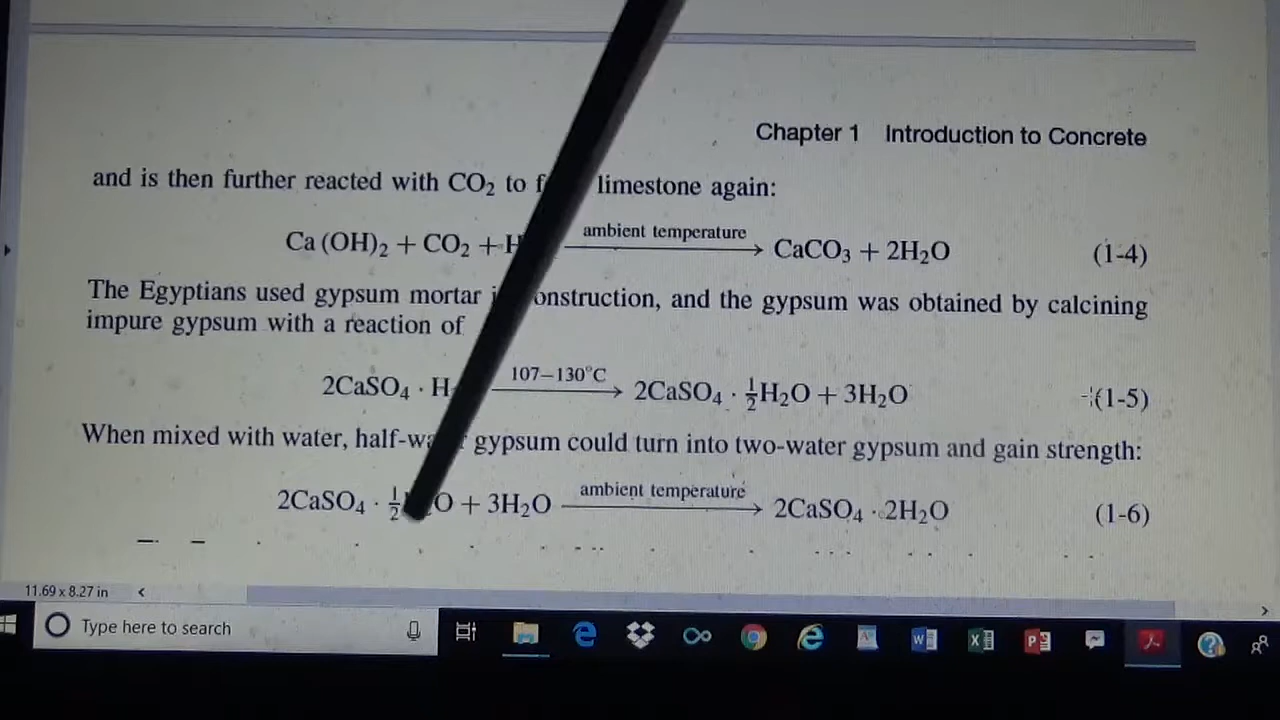 Chapter 1 Introduction to Concrete
and is then further reacted with CO₂ to limestone again:
Ca (OH)₂ + CO₂ + ambient temperature CaCO₃ + 2H₂O (1-4)
The Egyptians used gypsum mortar construction, and the gypsum was obtained by calcining
impure gypsum with a reaction of
2CaSO₄ · H 107–130°C 2CaSO₄ · ½H₂O + 3H₂O (1-5)
When mixed with water, gypsum could turn into two-water gypsum and gain strength:
2CaSO₄ · ½ O + 3H₂O ambient temperature 2CaSO₄ · 2H₂O (1-6)
11.69 x 8.27 in
Type here to search